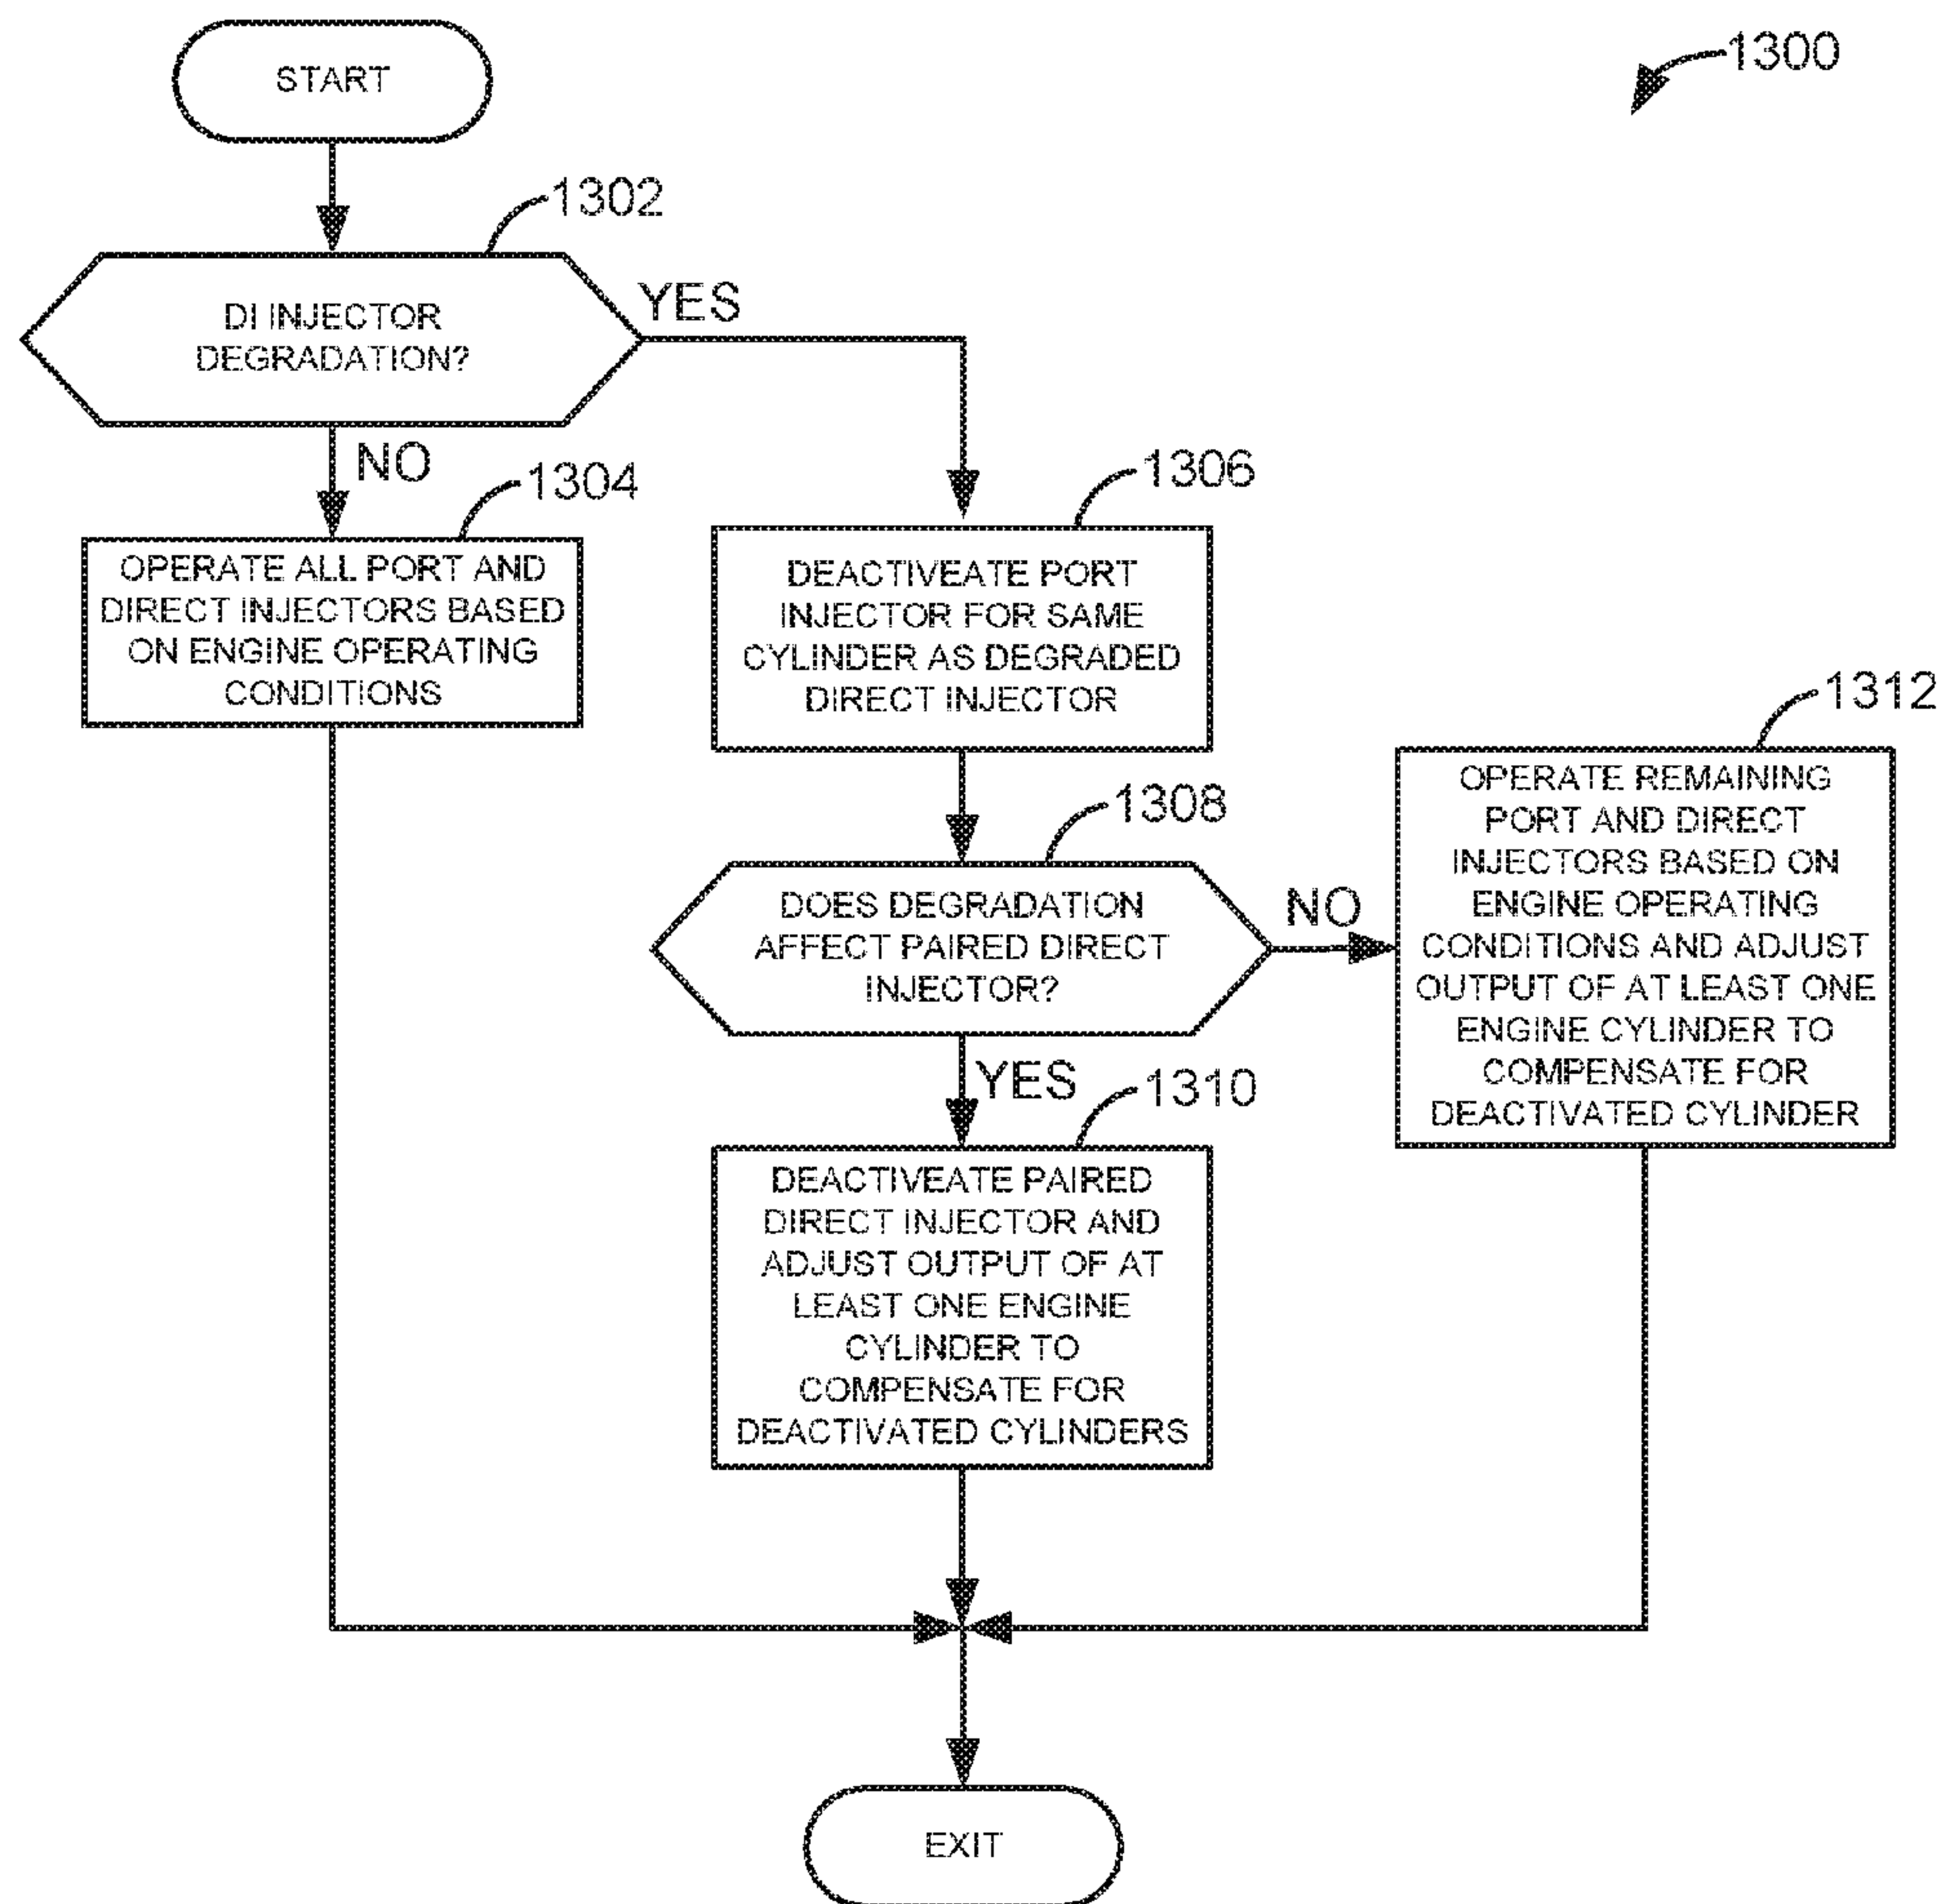 START
1300
1302
DI INJECTOR
DEGRADATION?
YES
NO
1304
OPERATE ALL PORT AND
DIRECT INJECTORS BASED
ON ENGINE OPERATING
CONDITIONS
1306
DEACTIVEATE PORT
INJECTOR FOR SAME
CYLINDER AS DEGRADED
DIRECT INJECTOR
1308
DOES DEGRADATION
AFFECT PAIRED DIRECT
INJECTOR?
NO
1312
OPERATE REMAINING
PORT AND DIRECT
INJECTORS BASED ON
ENGINE OPERATING
CONDITIONS AND ADJUST
OUTPUT OF AT LEAST ONE
ENGINE CYLINDER TO
COMPENSATE FOR
DEACTIVATED CYLINDER
YES
1310
DEACTIVEATE PAIRED
DIRECT INJECTOR AND
ADJUST OUTPUT OF AT
LEAST ONE ENGINE
CYLINDER TO
COMPENSATE FOR
DEACTIVATED CYLINDERS
EXIT